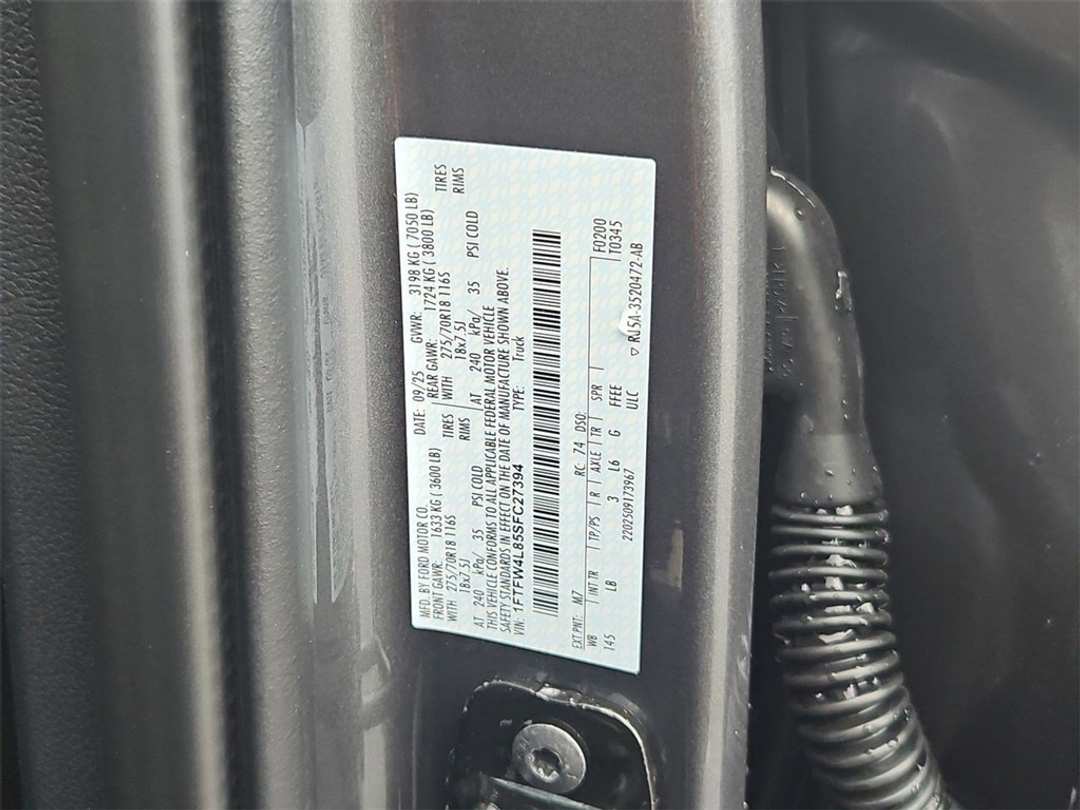 MFD. BY FORD MOTOR CO.
DATE: 09/25 GVWR: 3198 KG ( 7050 LB)
FRONT GAWR: 1633 KG ( 3600 LB) REAR GAWR: 1724 KG ( 3800 LB)
WITH 275/70R18 116S TIRES WITH 275/70R18 116S TIRES
18x7.5J RIMS 18x7.5J RIMS
AT 240 kPa/ 35 PSI COLD AT 240 kPa/ 35 PSI COLD
THIS VEHICLE CONFORMS TO ALL APPLICABLE FEDERAL MOTOR VEHICLE
SAFETY STANDARDS IN EFFECT ON THE DATE OF MANUFACTURE SHOWN ABOVE.
VIN: 1FTFW4L85SFC27394 TYPE: Truck
EXT PNT: M7 RC: 74 DSO: F0200
WB INT TR TP/PS R AXLE TR SPR T0345
145 LB 3 L6 G FFEE
ULC
2202509173967 ▽ RJ5A-3520472-AB